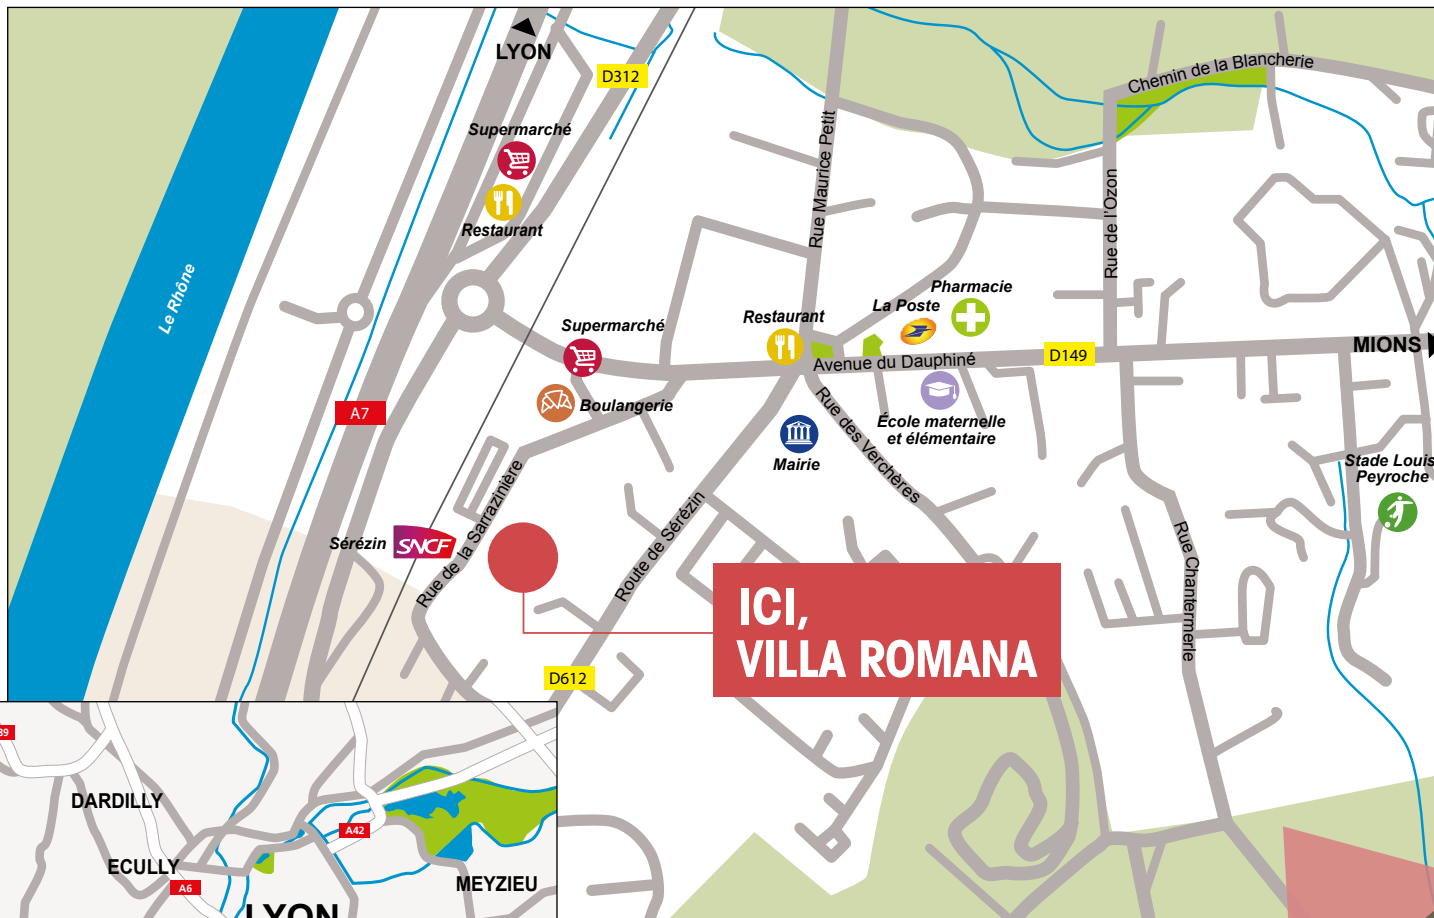 LYON
D312
Chemin de la Blancherie
Supermarché
Restaurant
Rue Maurice Petit
Rue de l'Ozon
Le Rhône
Pharmacie
La Poste
Restaurant
Supermarché
MIONS
D149
Avenue du Dauphiné
A7
Boulangerie
Rue des Verchères
École maternelle
et élémentaire
Mairie
Stade Louis
Peyroche
Rue de la Sarrazinière
Sérézin
SNCF
Route de Sérézin
Rue Chantermerle
ICI,
VILLA ROMANA
D612
89
DARDILLY
A42
ECULLY
A6
MEYZIEU
LYON